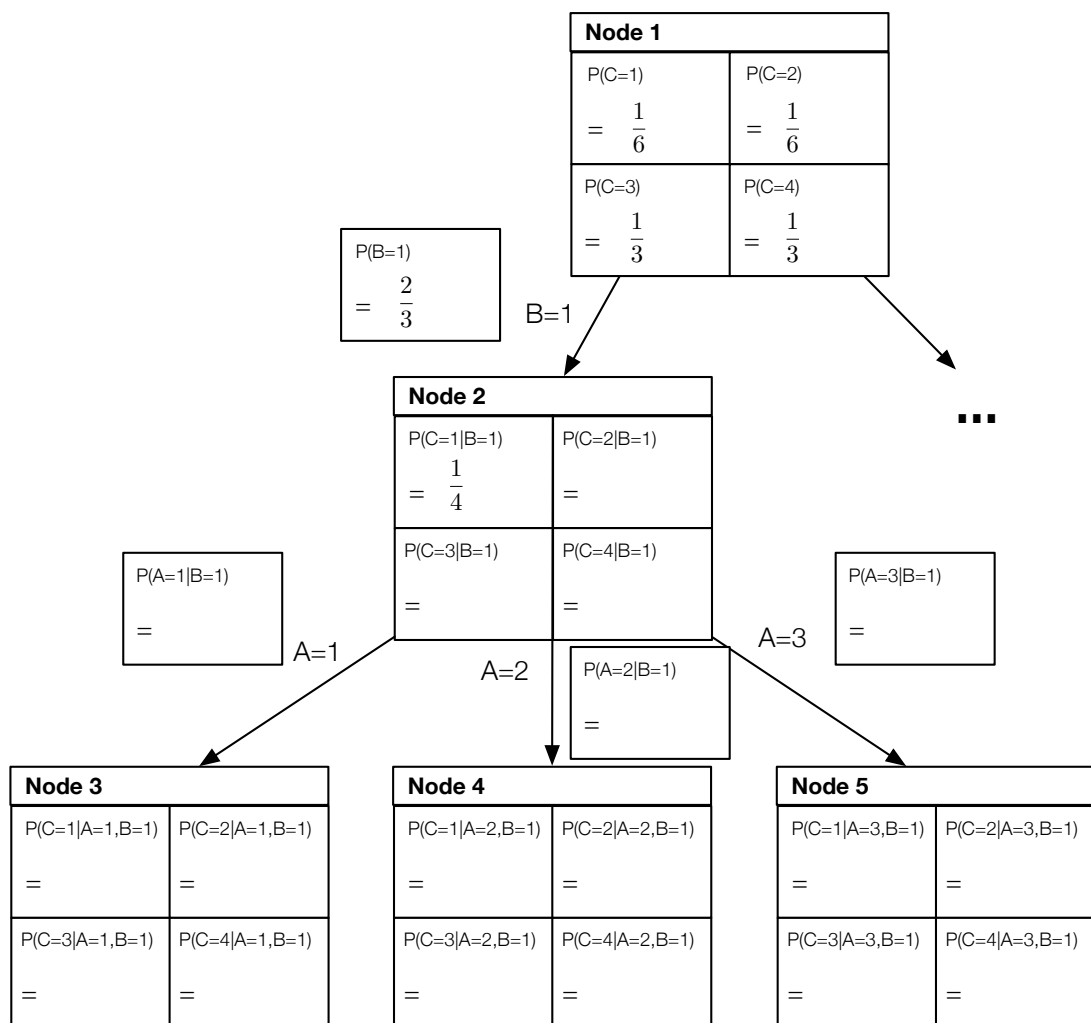 Node 1
P(C=1) P(C=2)
= 1/6 = 1/6
P(C=3) P(C=4)
= 1/3 = 1/3
P(B=1)
= 2/3
B=1
...
Node 2
P(C=1|B=1) P(C=2|B=1)
= 1/4 =
P(C=3|B=1) P(C=4|B=1)
= =
P(A=1|B=1)
=
A=1
A=2
P(A=2|B=1)
=
A=3
P(A=3|B=1)
=
Node 3
P(C=1|A=1,B=1) P(C=2|A=1,B=1)
= =
P(C=3|A=1,B=1) P(C=4|A=1,B=1)
= =
Node 4
P(C=1|A=2,B=1) P(C=2|A=2,B=1)
= =
P(C=3|A=2,B=1) P(C=4|A=2,B=1)
= =
Node 5
P(C=1|A=3,B=1) P(C=2|A=3,B=1)
= =
P(C=3|A=3,B=1) P(C=4|A=3,B=1)
= =